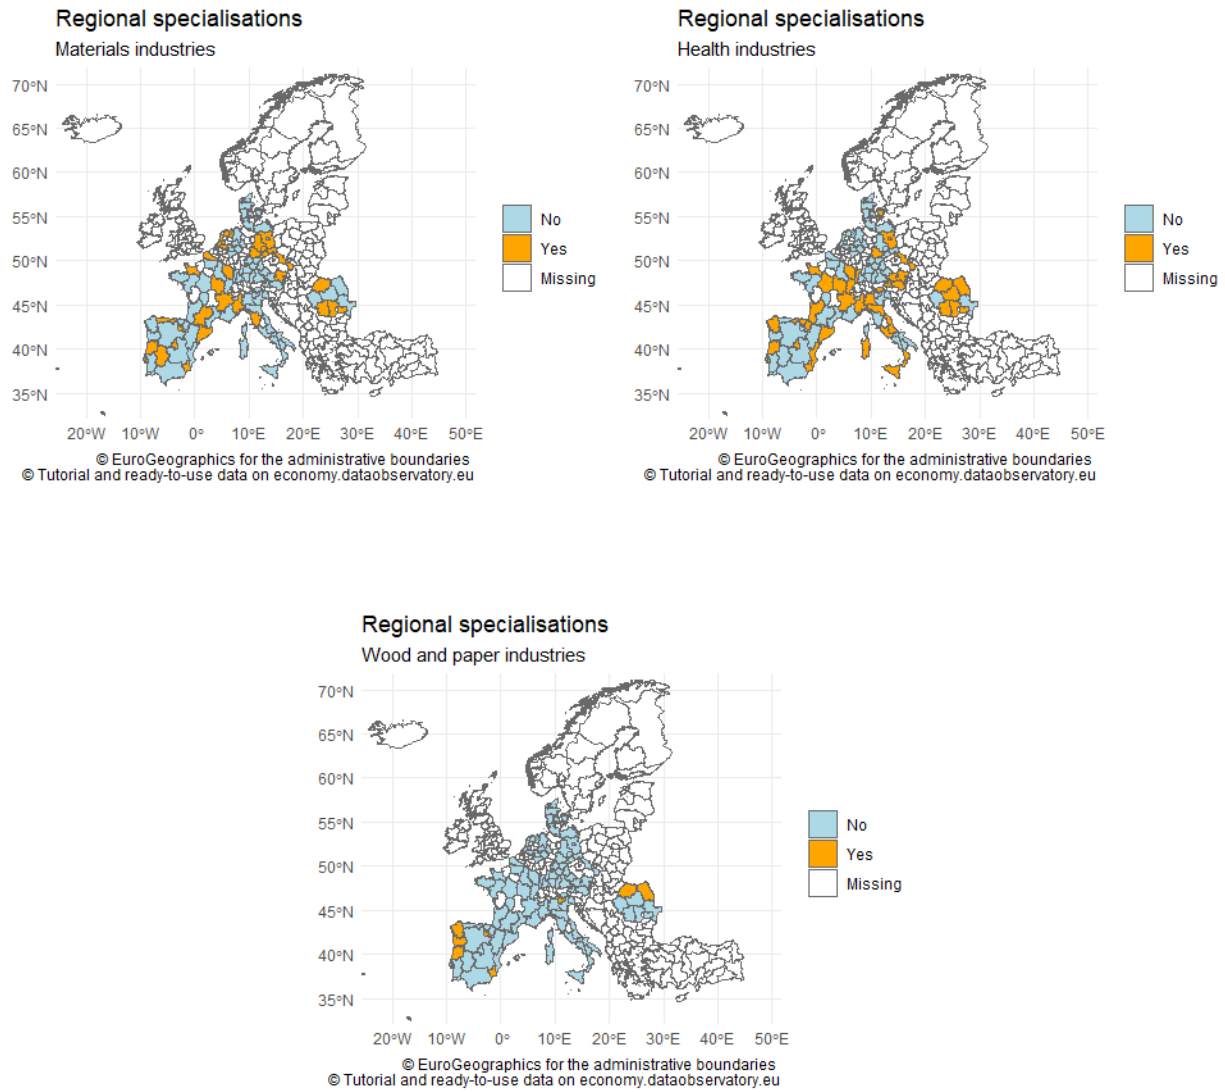 Regional specialisations
Materials industries
70°N
65°N
60°N
55°N
50°N
45°N
40°N
35°N
20°W 10°W 0° 10°E 20°E 30°E 40°E 50°E
No
Yes
Missing
© EuroGeographics for the administrative boundaries
© Tutorial and ready-to-use data on economy.dataobservatory.eu
Regional specialisations
Health industries
70°N
65°N
60°N
55°N
50°N
45°N
40°N
35°N
20°W 10°W 0° 10°E 20°E 30°E 40°E 50°E
No
Yes
Missing
© EuroGeographics for the administrative boundaries
© Tutorial and ready-to-use data on economy.dataobservatory.eu
Regional specialisations
Wood and paper industries
70°N
65°N
60°N
55°N
50°N
45°N
40°N
35°N
20°W 10°W 0° 10°E 20°E 30°E 40°E 50°E
No
Yes
Missing
© EuroGeographics for the administrative boundaries
© Tutorial and ready-to-use data on economy.dataobservatory.eu